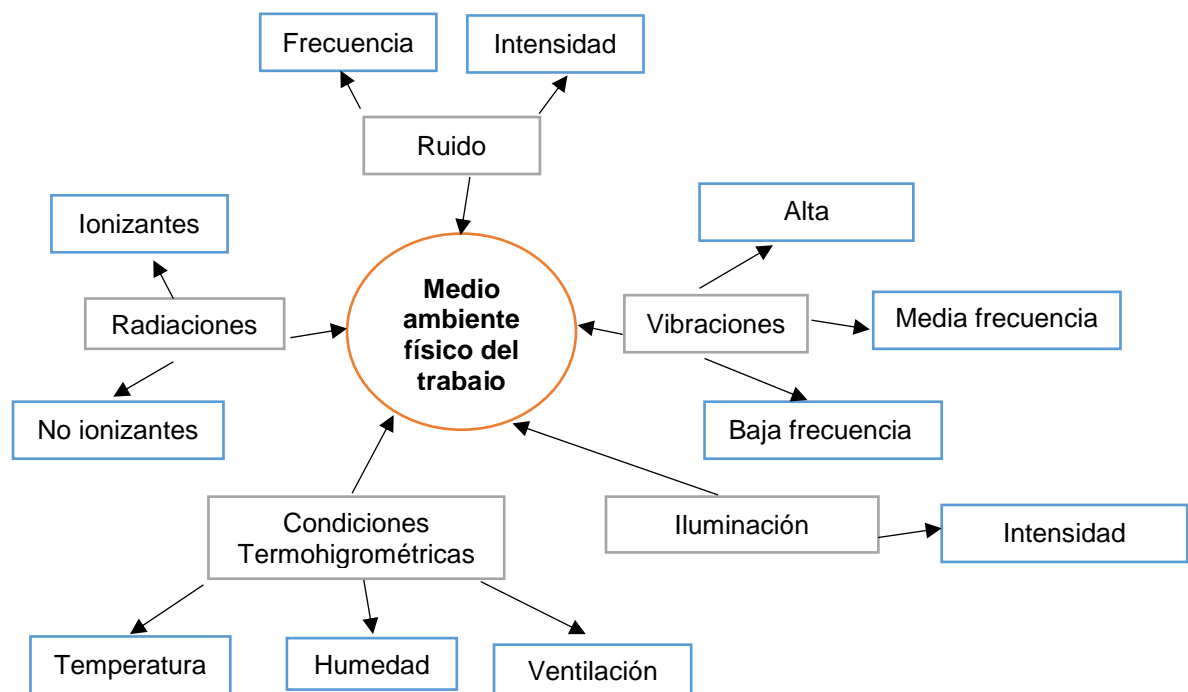 Frecuencia
Intensidad
Ruido
Ionizantes
Alta
Medio
ambiente
físico del
trabaio
Radiaciones
Vibraciones
Media frecuencia
No ionizantes
Baja frecuencia
Condiciones
Termohigrométricas
Iluminación
Intensidad
Temperatura
Humedad
Ventilación